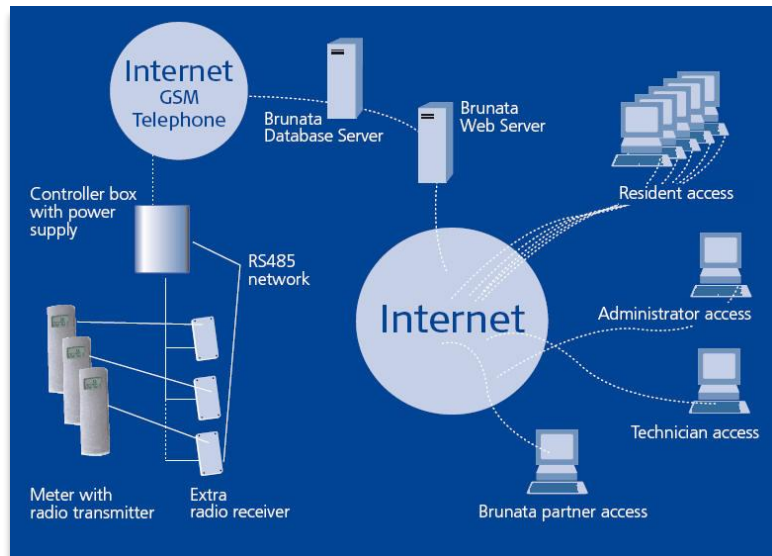 Internet
GSM
Telephone
Brunata
Database Server
Brunata
Web Server
Resident access
Controller box
with power
supply
RS485
network
Internet
Administrator access
Technician access
Meter with
radio transmitter
Extra
radio receiver
Brunata partner access